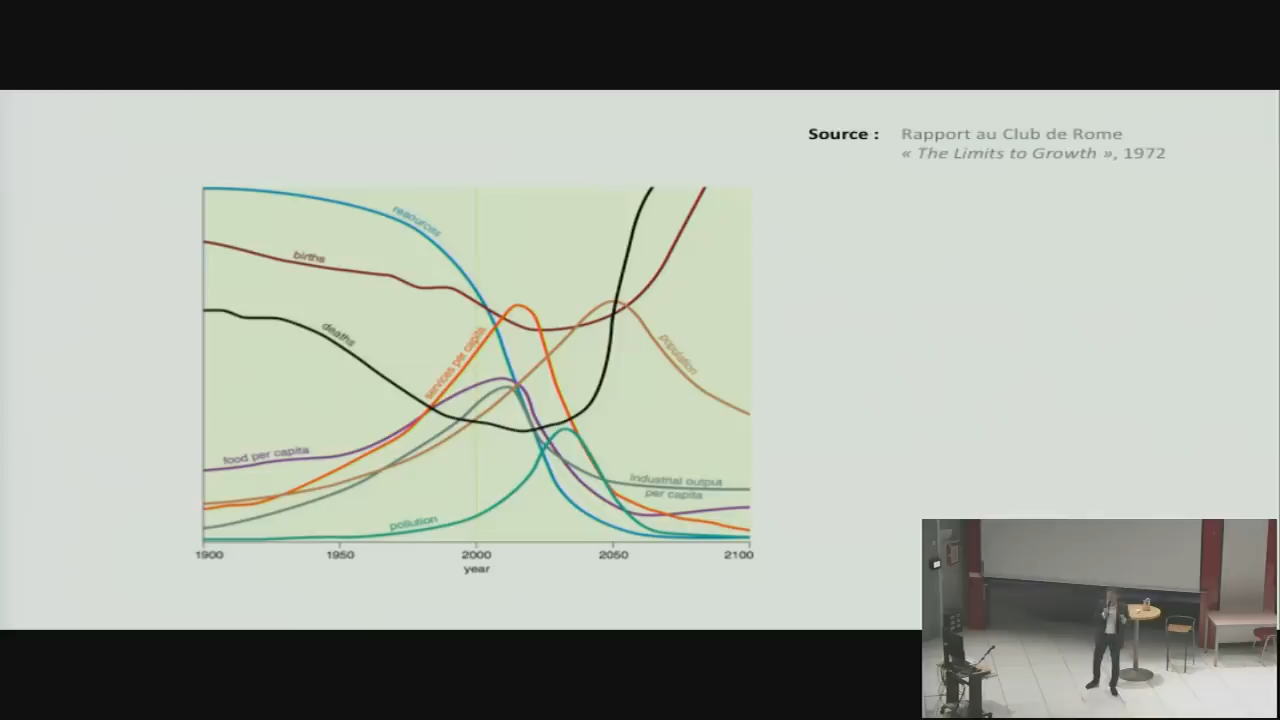 Source : Rapport au Club de Rome
« The Limits to Growth », 1972
resources
births
deaths
services per capita
population
food per capita
industrial output
per capita
pollution
1900 1950 2000 2050 2100
year